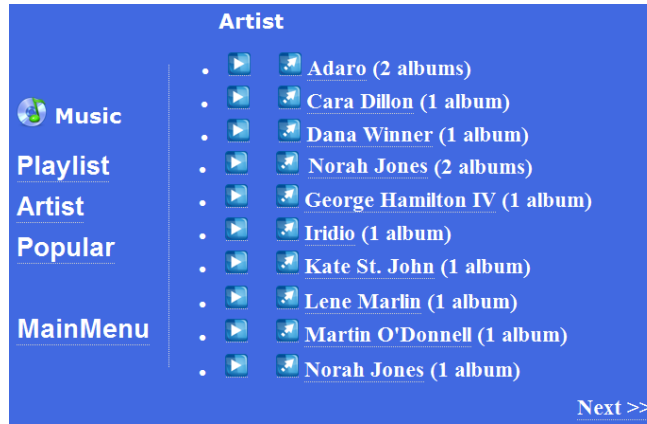 Artist
Music
Playlist
Artist
Popular
MainMenu
Adaro (2 albums)
Cara Dillon (1 album)
Dana Winner (1 album)
Norah Jones (2 albums)
George Hamilton IV (1 album)
Iridio (1 album)
Kate St. John (1 album)
Lene Marlin (1 album)
Martin O'Donnell (1 album)
Norah Jones (1 album)
Next >>